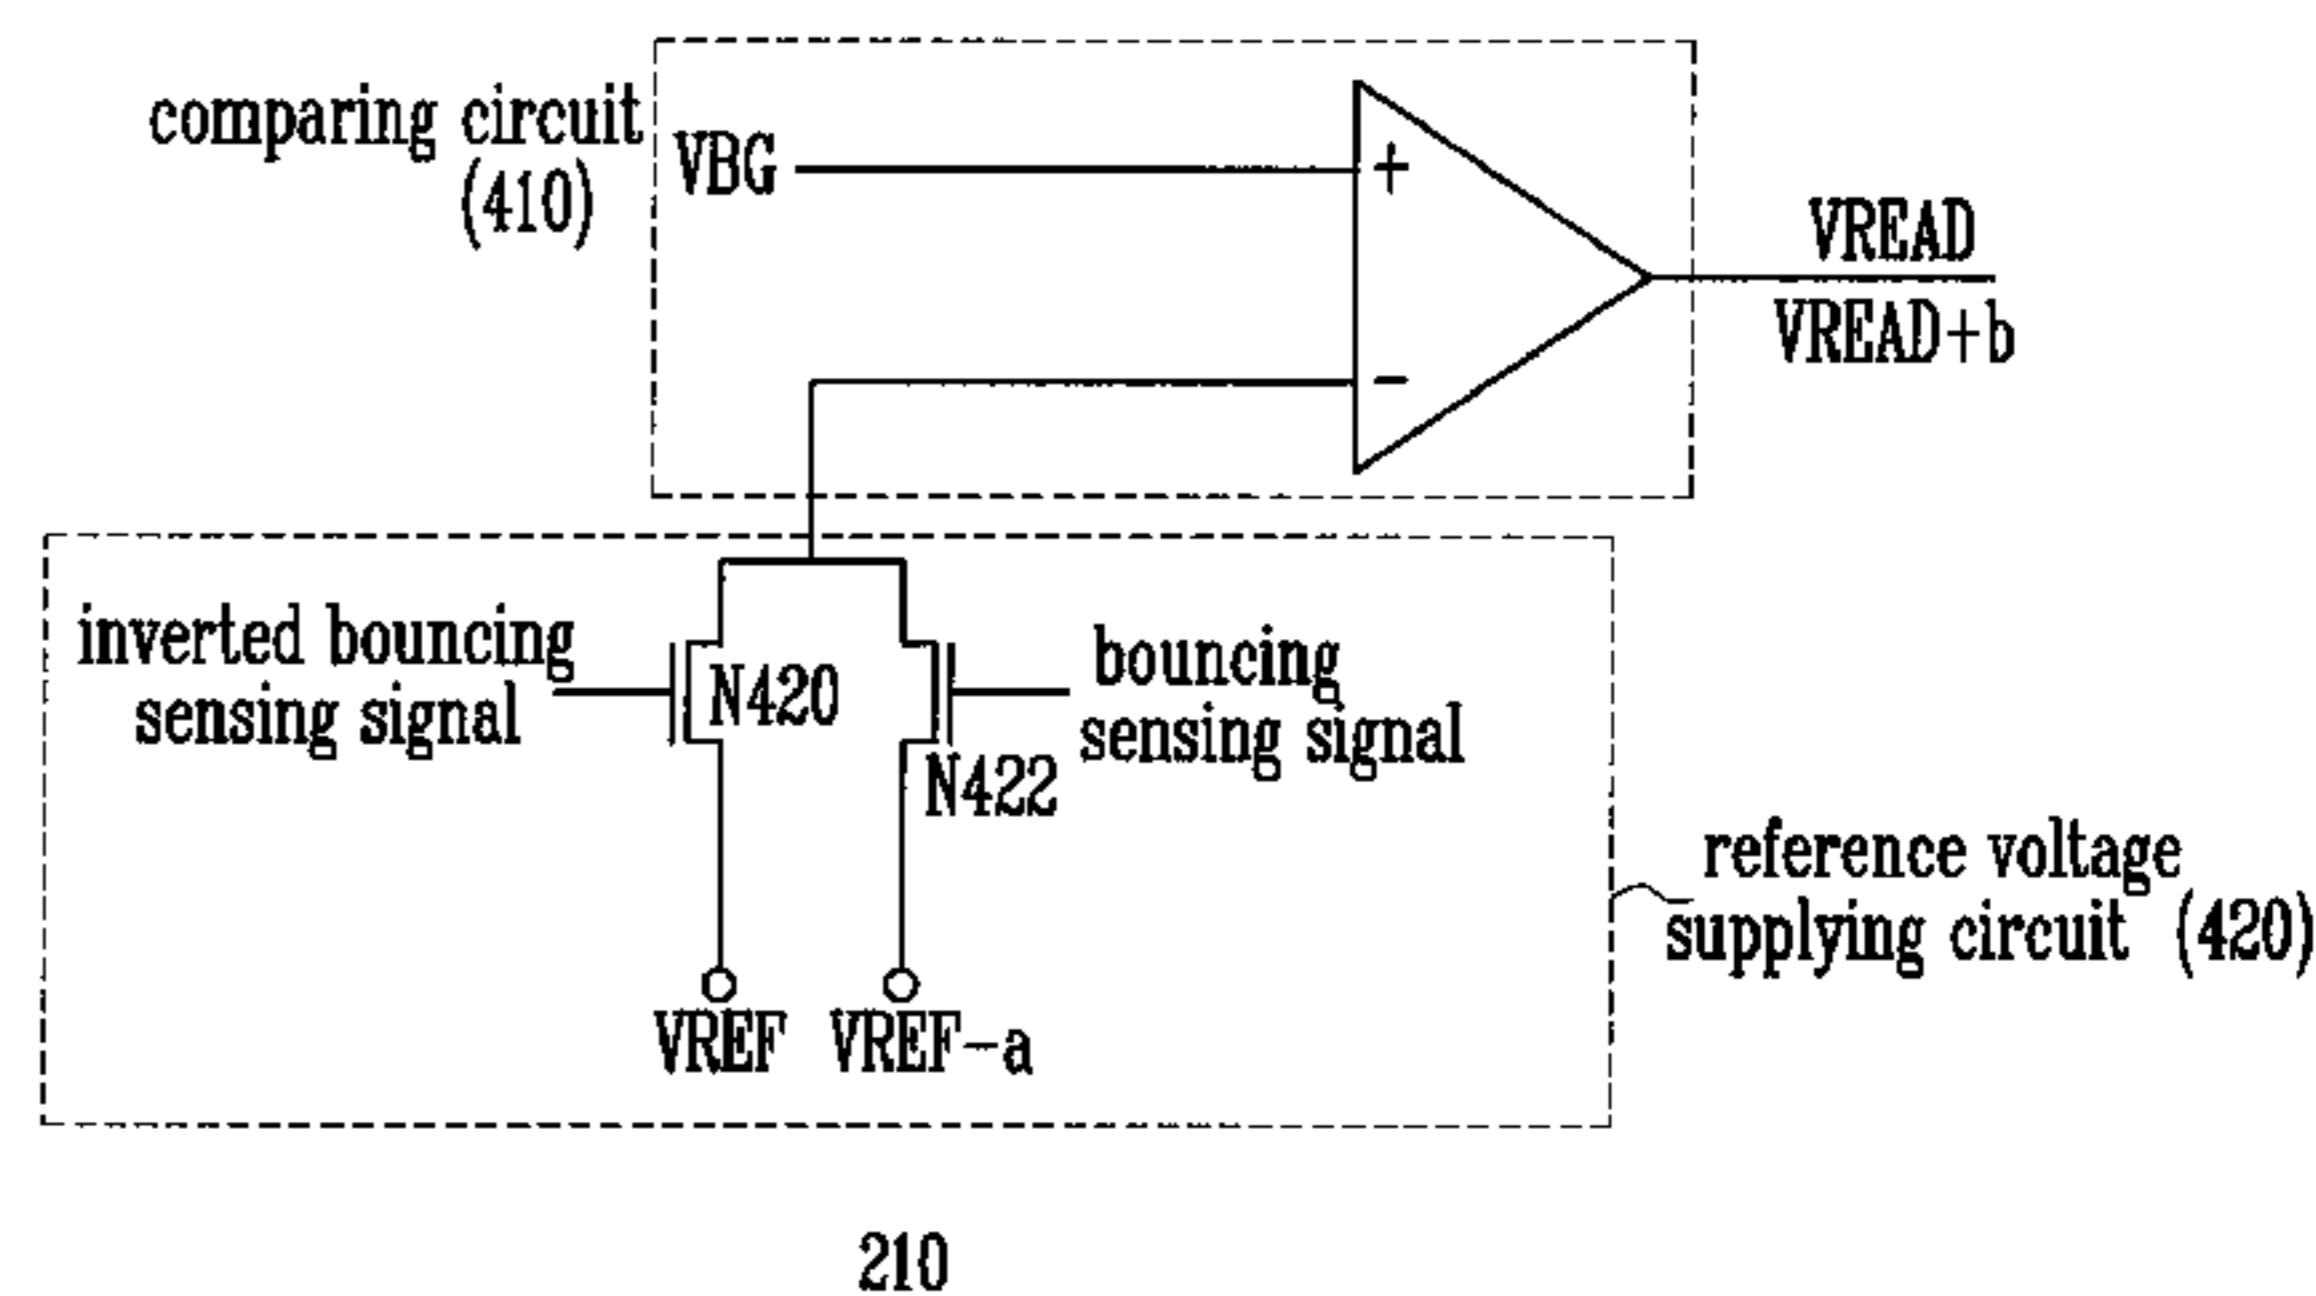 comparing circuit
(410)
VBG
+
VREAD
VREAD+b
-
inverted bouncing
sensing signal
N420
bouncing
sensing signal
N422
reference voltage
supplying circuit (420)
VREF VREF-a
210